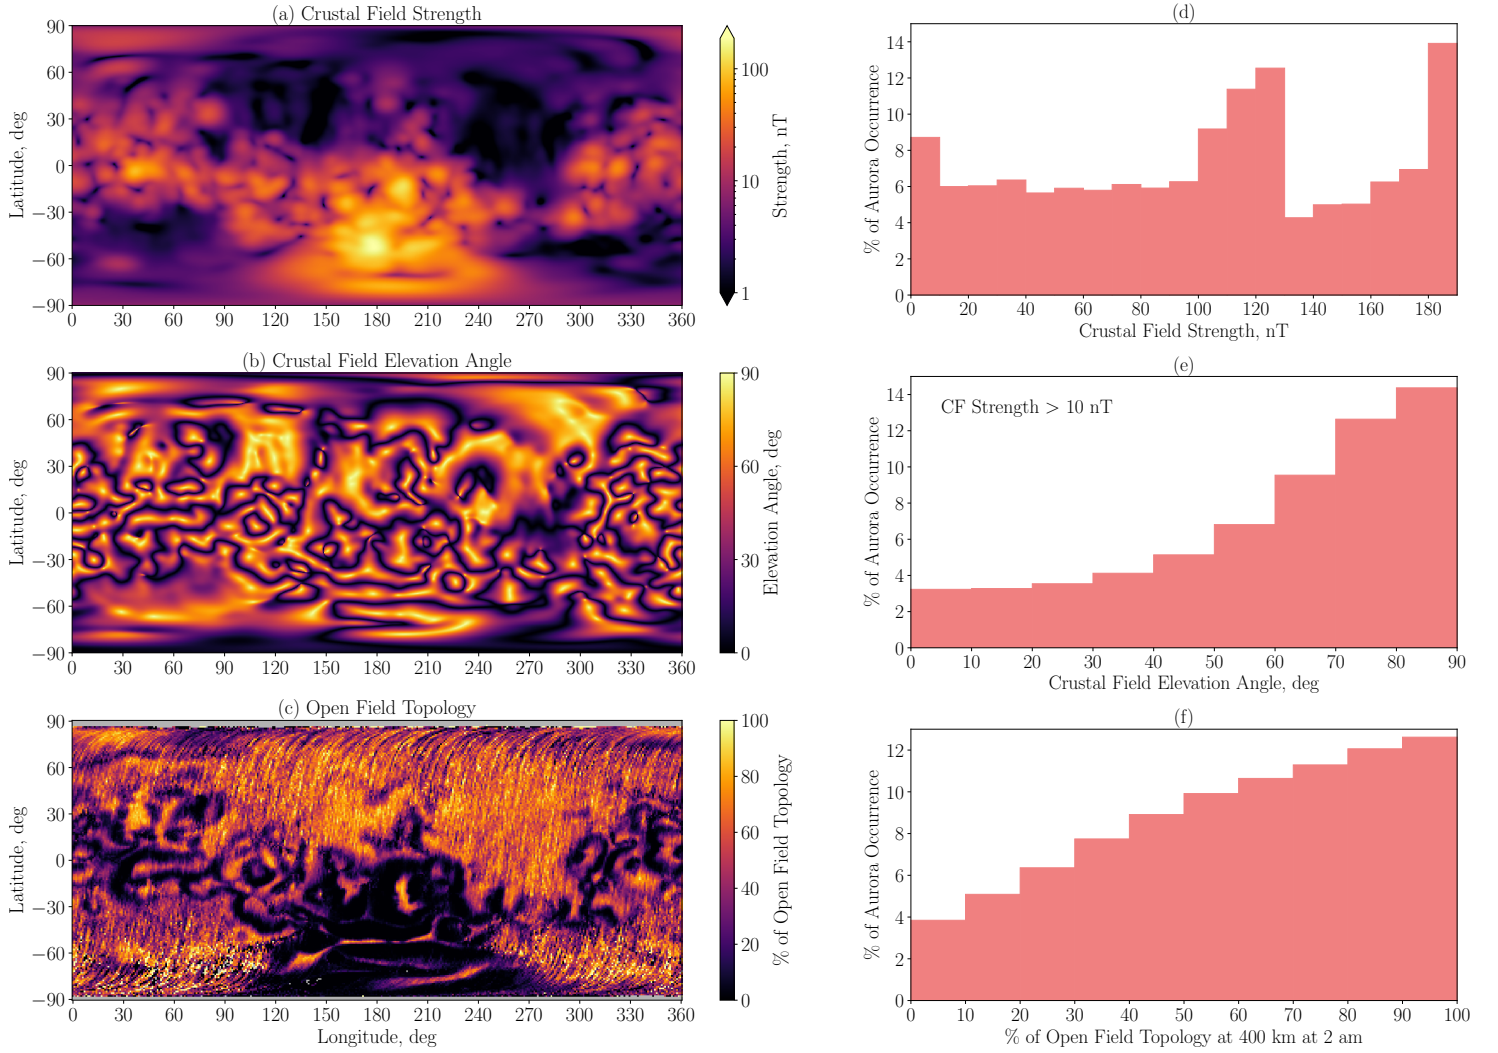 (a) Crustal Field Strength
90
60
30
0
−30
−60
−90
Latitude, deg
0 30 60 90 120 150 180 210 240 270 300 330 360
100
10
1
Strength, nT
(d)
14
12
10
8
6
4
2
0
% of Aurora Occurrence
0 20 40 60 80 100 120 140 160 180
Crustal Field Strength, nT
(b) Crustal Field Elevation Angle
90
60
30
0
−30
−60
−90
Latitude, deg
0 30 60 90 120 150 180 210 240 270 300 330 360
90
60
30
0
Elevation Angle, deg
(e)
CF Strength > 10 nT
14
12
10
8
6
4
2
0
% of Aurora Occurrence
0 10 20 30 40 50 60 70 80 90
Crustal Field Elevation Angle, deg
(c) Open Field Topology
90
60
30
0
−30
−60
−90
Latitude, deg
0 30 60 90 120 150 180 210 240 270 300 330 360
Longitude, deg
100
80
60
40
20
0
% of Open Field Topology
(f)
12
10
8
6
4
2
0
% of Aurora Occurrence
0 10 20 30 40 50 60 70 80 90 100
% of Open Field Topology at 400 km at 2 am